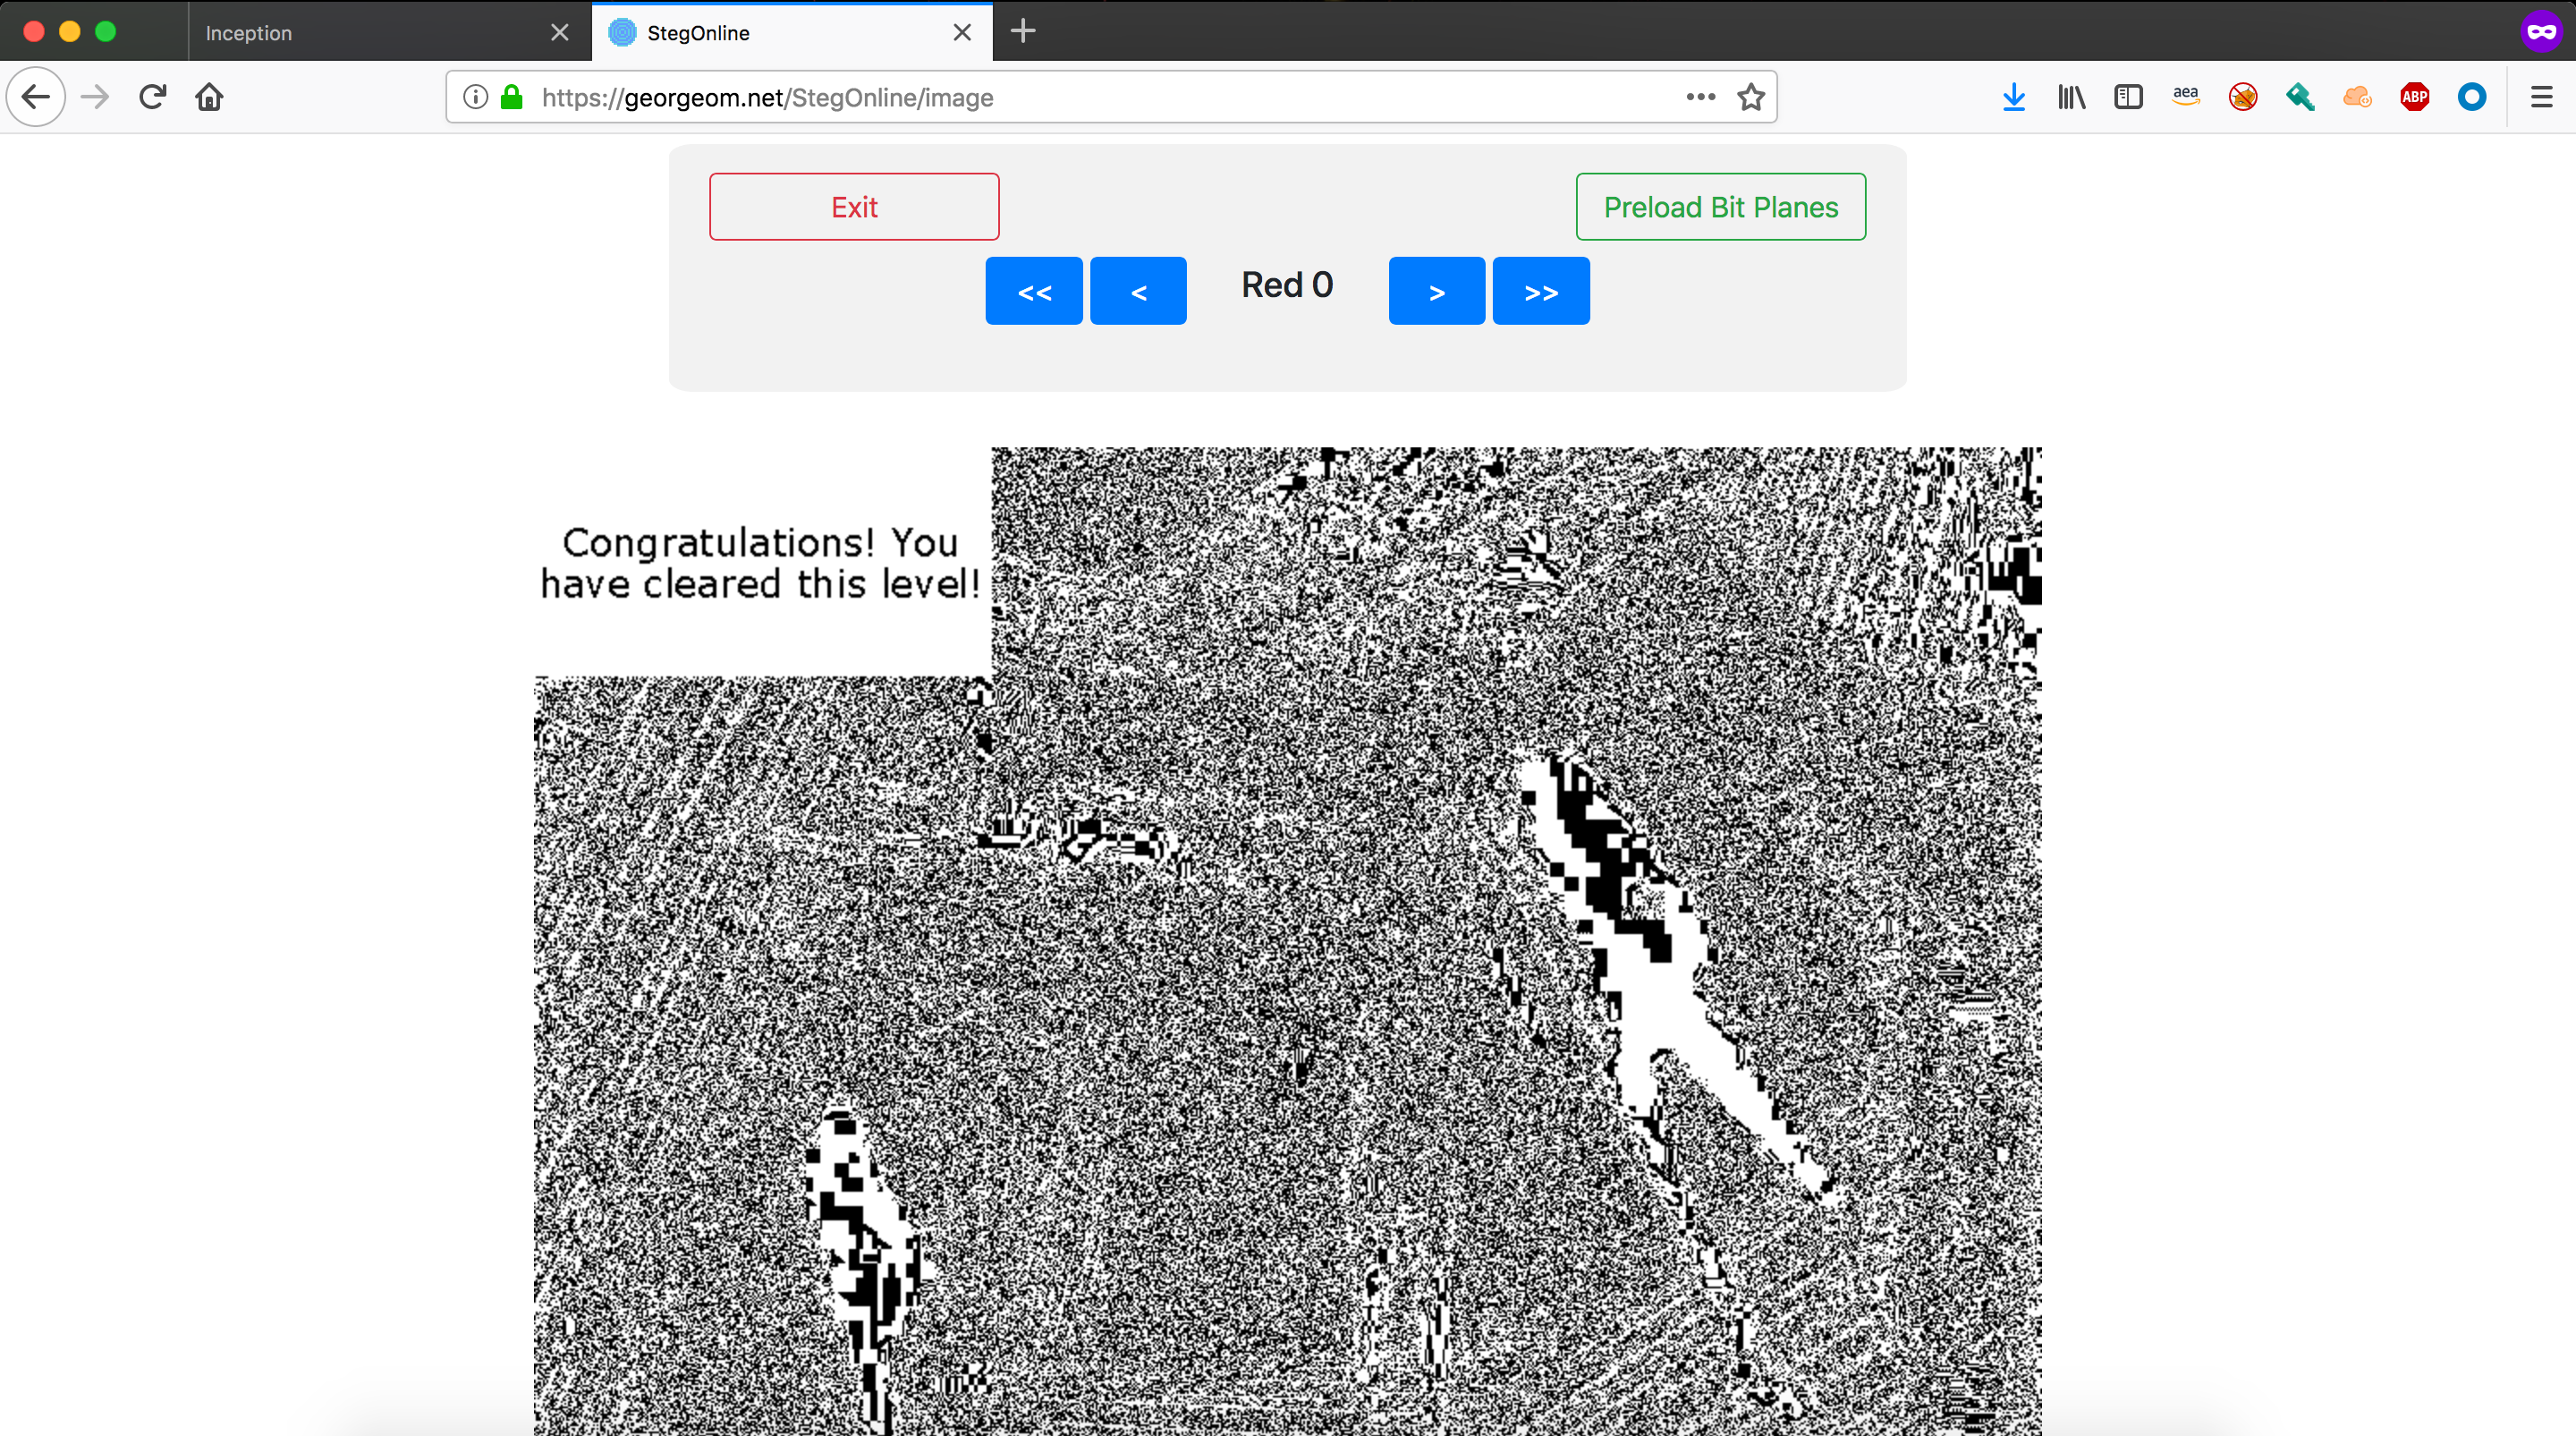 Inception
StegOnline
https://georgeom.net/StegOnline/image
aea
ABP
Exit
Preload Bit Planes
<< < Red 0 > >>
Congratulations! You
have cleared this level!